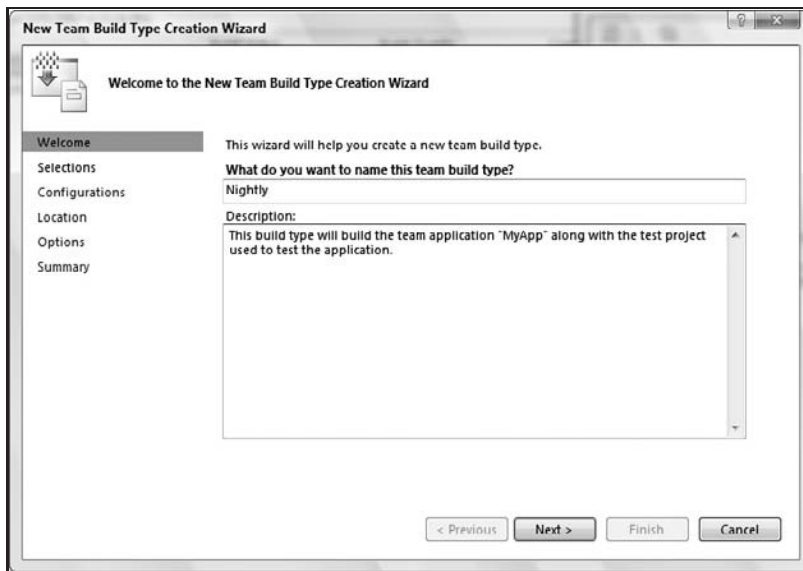 New Team Build Type Creation Wizard
Welcome to the New Team Build Type Creation Wizard
Welcome
Selections
Configurations
Location
Options
Summary
This wizard will help you create a new team build type.
What do you want to name this team build type?
Nightly
Description:
This build type will build the team application "MyApp" along with the test project
used to test the application.
< Previous
Next >
Finish
Cancel